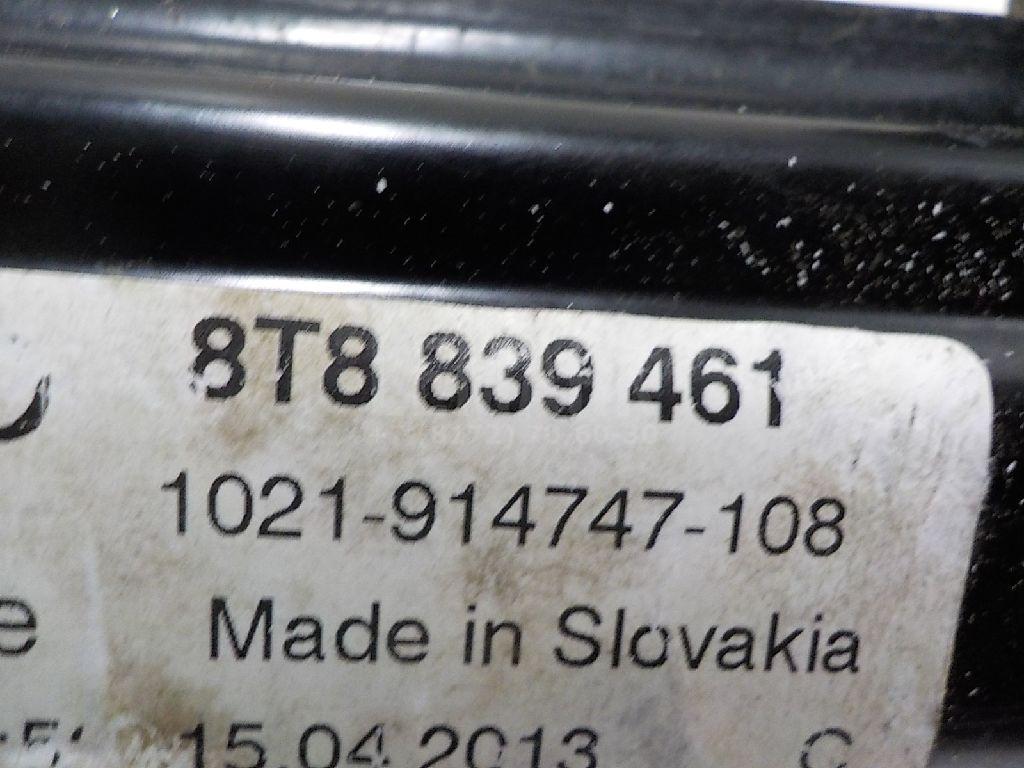 8T8 839 461
1021-914747-108
e Made in Slovakia
15.04.2013 C